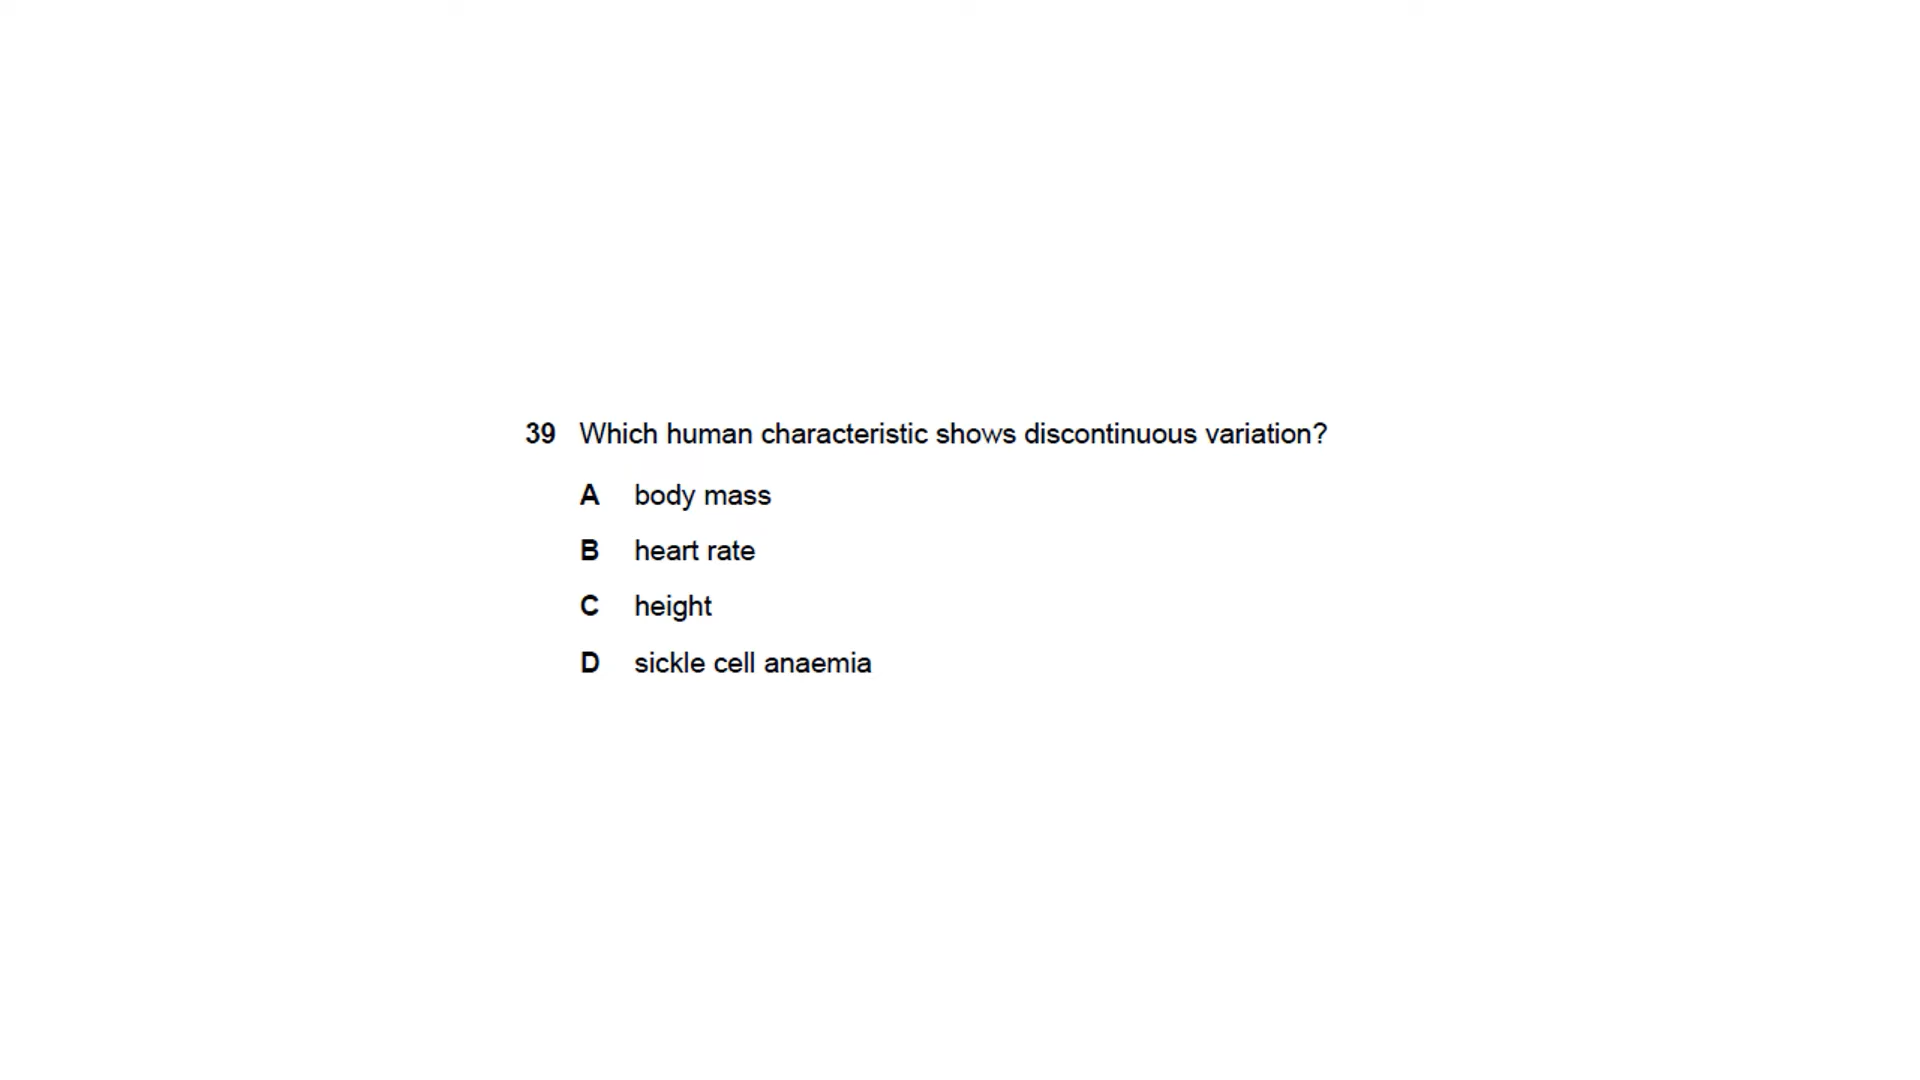 39 Which human characteristic shows discontinuous variation?
A body mass
B heart rate
C height
D sickle cell anaemia